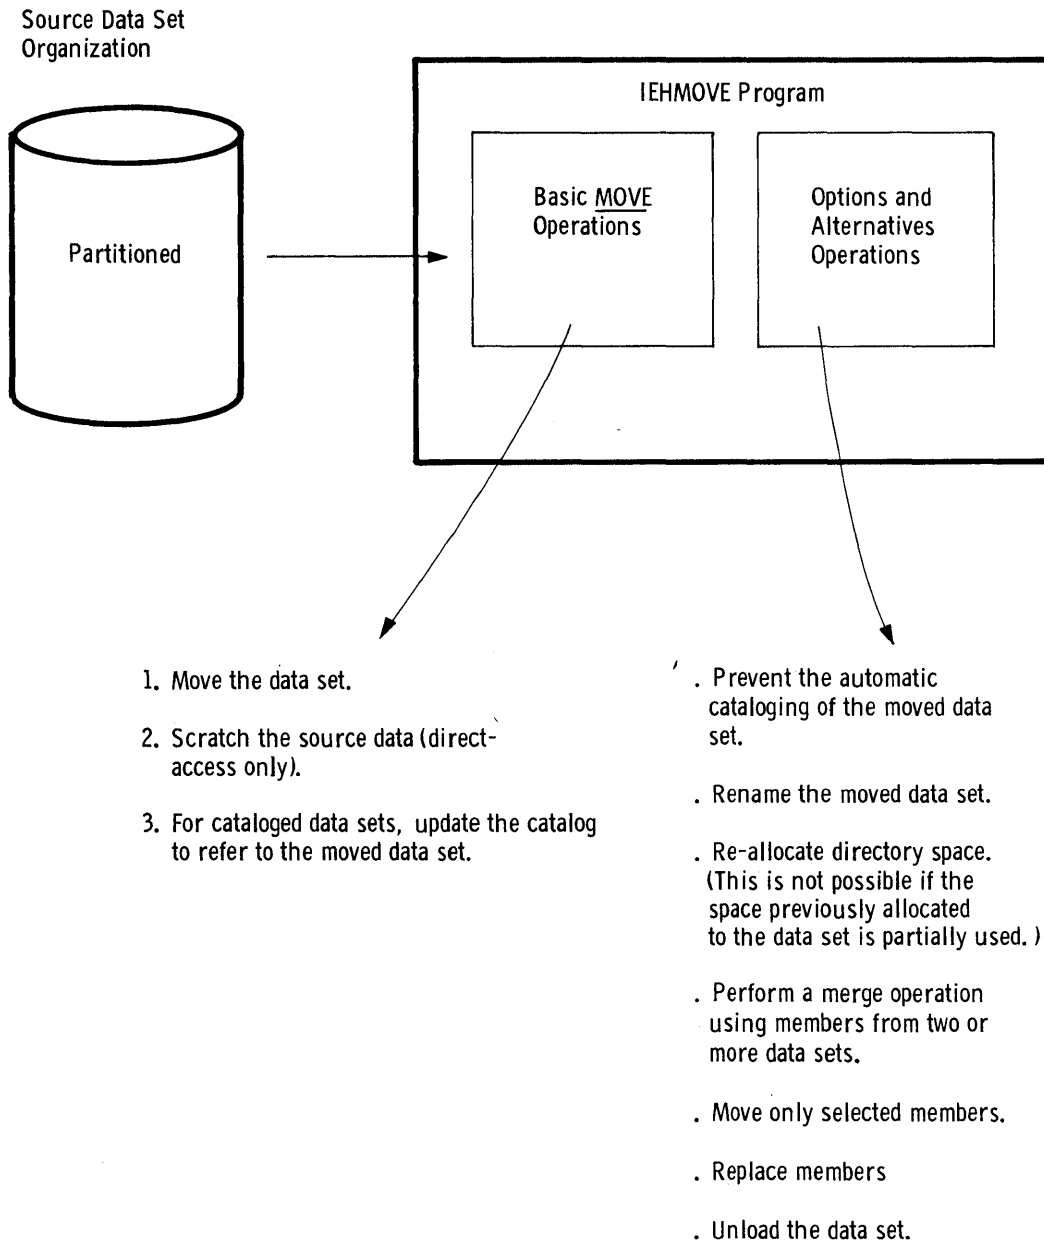 Source Data Set
Organization
IEHMOVE Program
Partitioned
Basic MOVE
Operations
Options and
Alternatives
Operations
1. Move the data set.
2. Scratch the source data (direct-
access only).
3. For cataloged data sets, update the catalog
to refer to the moved data set.
. Prevent the automatic
cataloging of the moved data
set.
. Rename the moved data set.
. Re-allocate directory space.
(This is not possible if the
space previously allocated
to the data set is partially used.)
. Perform a merge operation
using members from two or
more data sets.
. Move only selected members.
. Replace members
. Unload the data set.